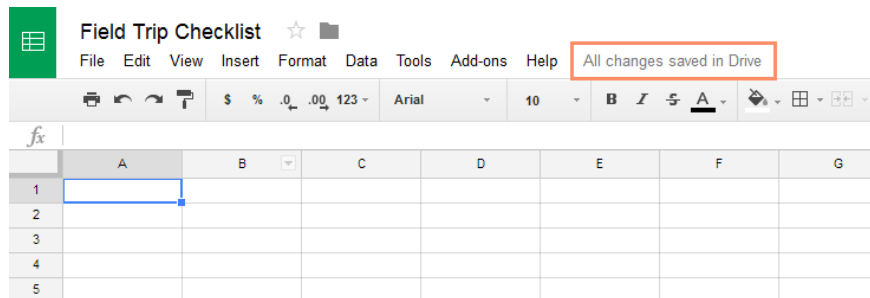 Field Trip Checklist
File Edit View Insert Format Data Tools Add-ons Help All changes saved in Drive
$ % .0 .00 123 Arial 10 B I S A
fx
A B C D E F G
1
2
3
4
5